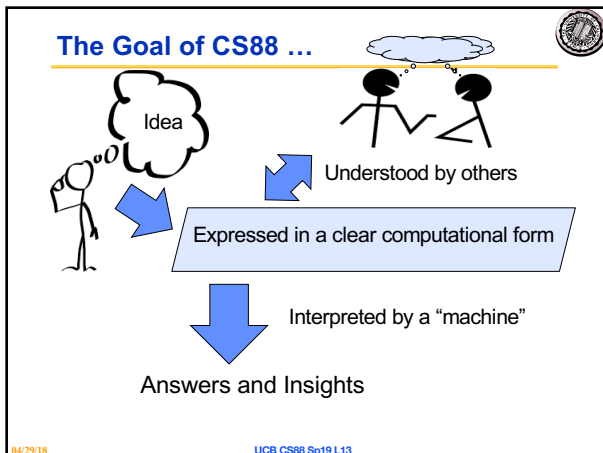 The Goal of CS88 …
Idea
Understood by others
Expressed in a clear computational form
Interpreted by a “machine”
Answers and Insights
04/29/18
UCB CS88 Sp19 L13